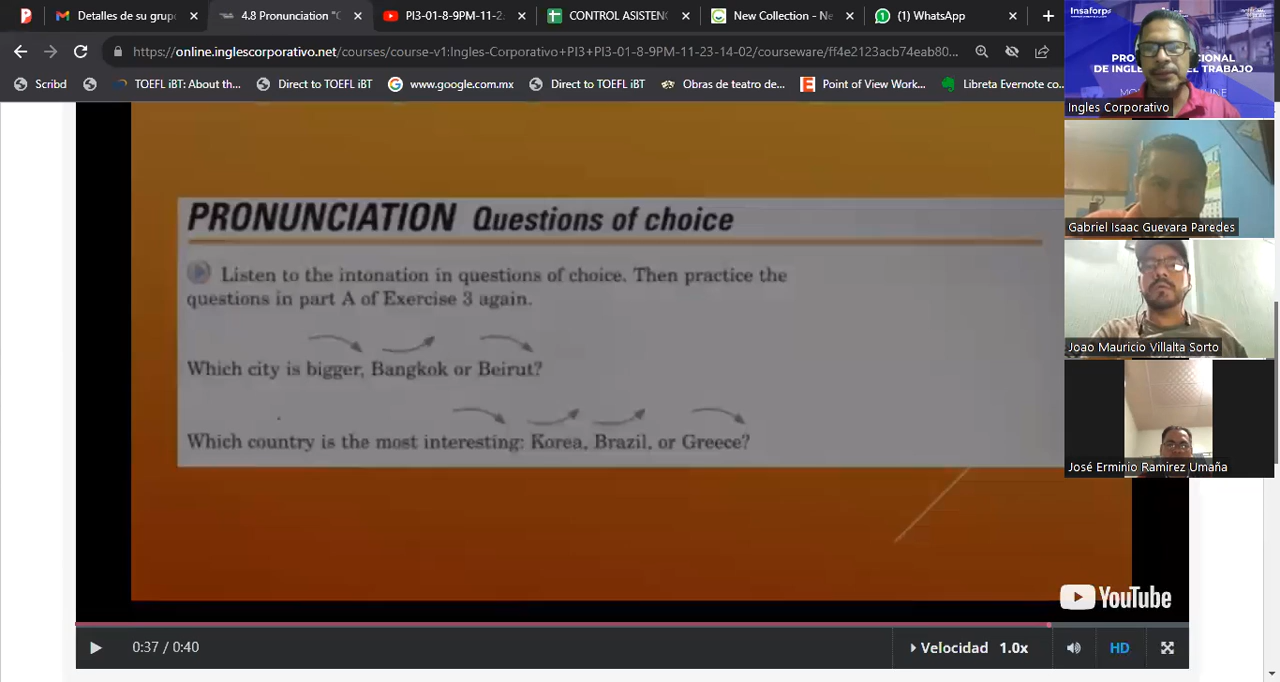 Detalles de su grupo
4.8 Pronunciation "
PI3-01-8-9PM-11-2
CONTROL ASISTEN
New Collection - Ne
(1) WhatsApp
https://online.inglescorporativo.net/courses/course-v1:Ingles-Corporativo+PI3+PI3-01-8-9PM-11-23-14-02/courseware/ff4e2123acb74eab80...
Scribd
TOEFL iBT: About th...
Direct to TOEFL iBT
www.google.com.mx
Direct to TOEFL iBT
Obras de teatro de...
Point of View Work...
Libreta Evernote co...
Insaforp
DE INGL
TRABAJO
Ingles Corporativo
Gabriel Isaac Guevara Paredes
Joao Mauricio Villalta Sorto
José Erminio Ramirez Umaña
PRONUNCIATION Questions of choice
Listen to the intonation in questions of choice. Then practice the
questions in part A of Exercise 3 again.
Which city is bigger, Bangkok or Beirut?
Which country is the most interesting: Korea, Brazil, or Greece?
YouTube
0:37 / 0:40
Velocidad 1.0x
HD